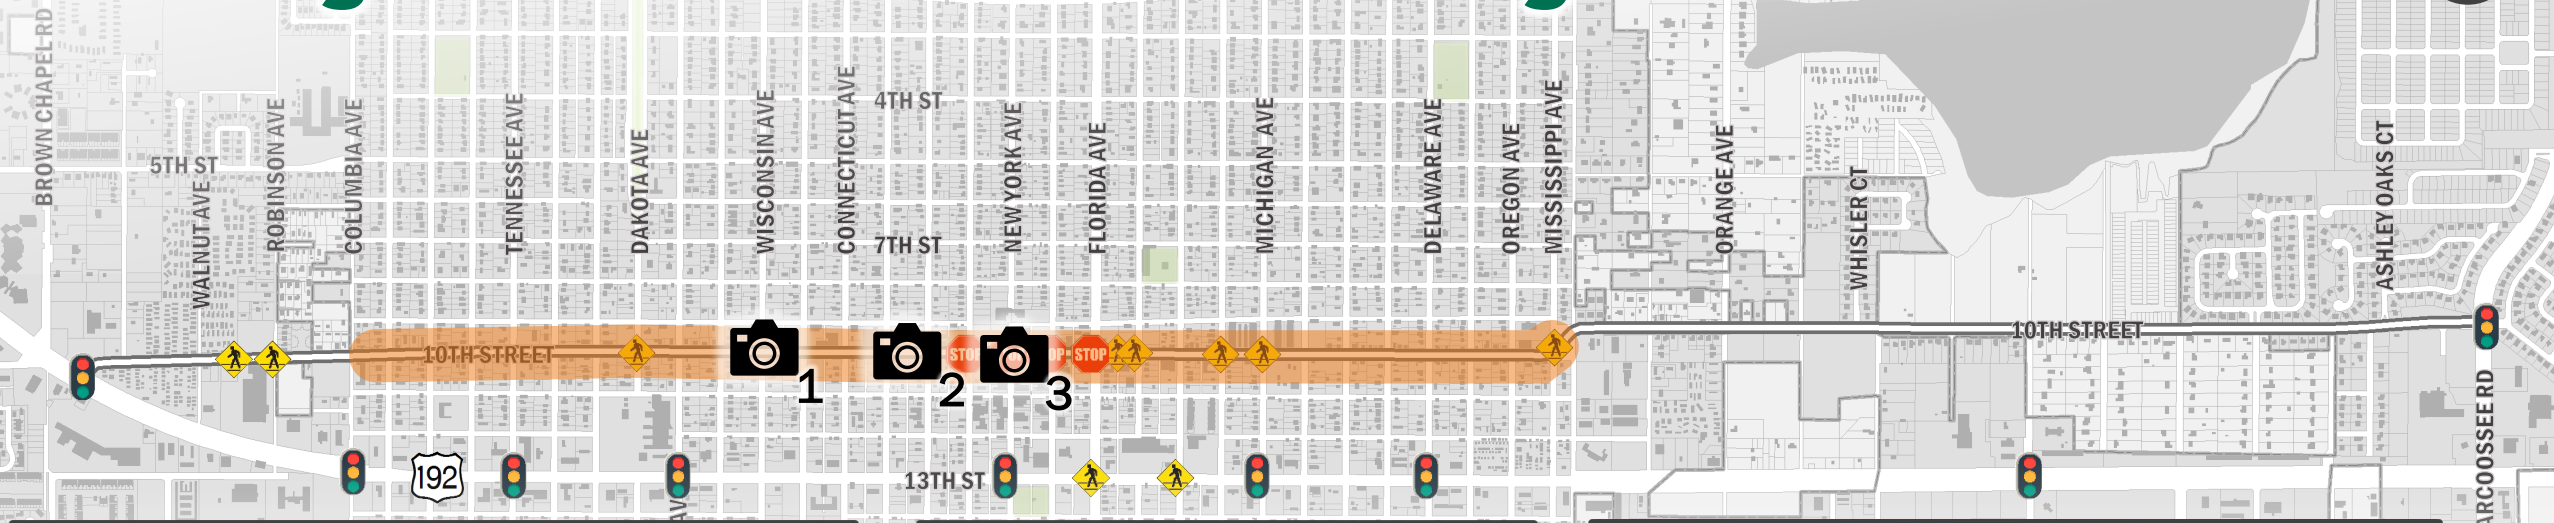 BROWN CHAPEL RD
5TH ST
WALNUT AVE
ROBINSON AVE
COLUMBIA AVE
TENNESSEE AVE
DAKOTA AVE
WISCONSIN AVE
CONNECTICUT AVE
4TH ST
7TH ST
NEW YORK AVE
FLORIDA AVE
MICHIGAN AVE
DELAWARE AVE
OREGON AVE
MISSISSIPPI AVE
ORANGE AVE
WHISLER CT
ASHLEY OAKS CT
10TH STREET
1
2
3
STOP
STOP
10TH STREET
192
AV
13TH ST
ARCOOSEE RD